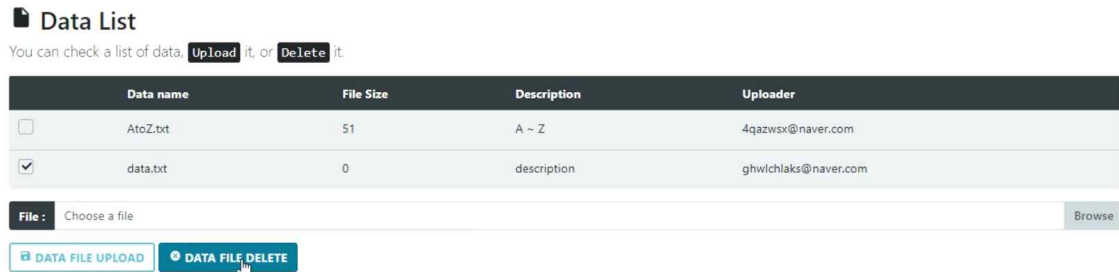 Data List
You can check a list of data, Upload it, or Delete it.
Data name File Size Description Uploader
AtoZ.txt 51 A ~ Z 4qazwsx@naver.com
data.txt 0 description ghwlchlaks@naver.com
File : Choose a file Browse
DATA FILE UPLOAD DATA FILE DELETE